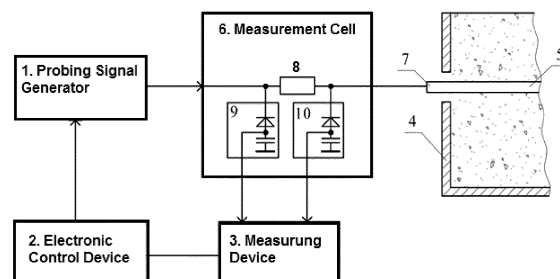 6. Measurement Cell
8
1. Probing Signal
Generator
9
10
7
5
4
2. Electronic
Control Device
3. Measurung
Device